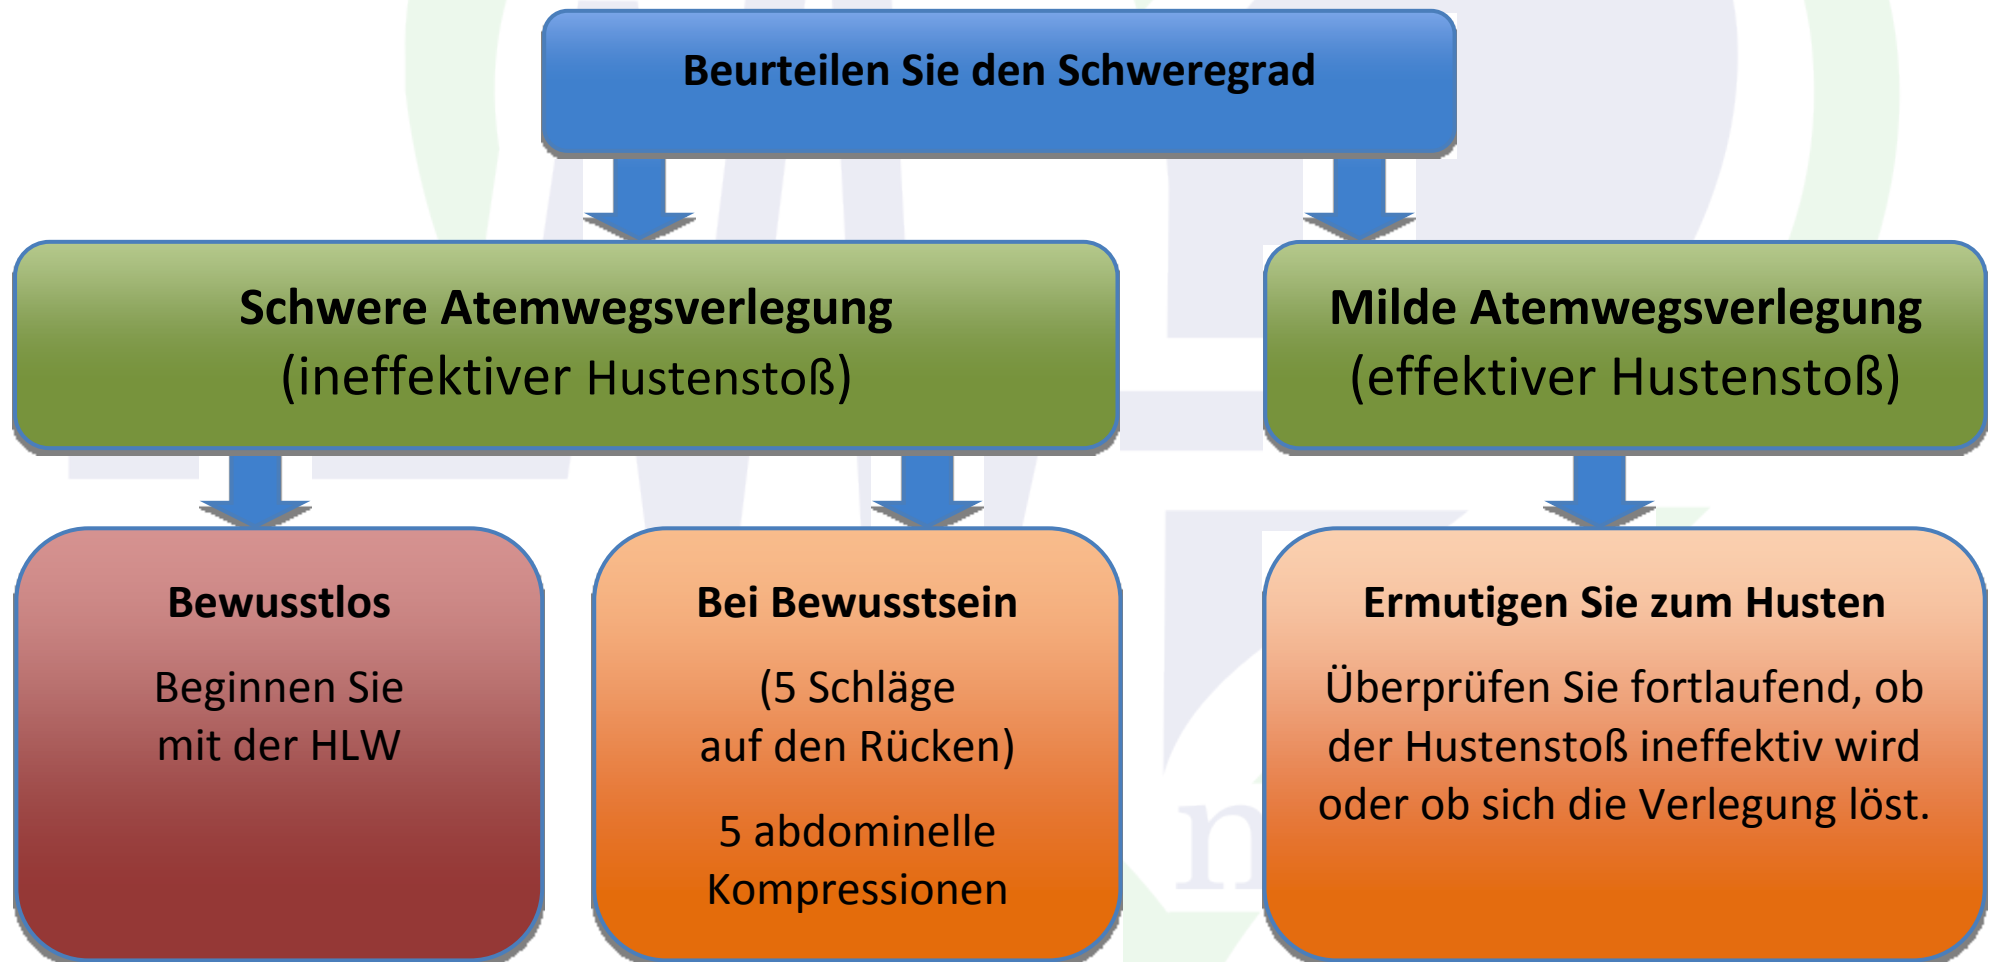 Beurteilen Sie den Schweregrad
Schwere Atemwegsverlegung
(ineffektiver Hustenstoß)
Milde Atemwegsverlegung
(effektiver Hustenstoß)
Bewusstlos
Beginnen Sie
mit der HLW
Bei Bewusstsein
(5 Schläge
auf den Rücken)
5 abdominelle
Kompressionen
Ermutigen Sie zum Husten
Überprüfen Sie fortlaufend, ob
der Hustenstoß ineffektiv wird
oder ob sich die Verlegung löst.